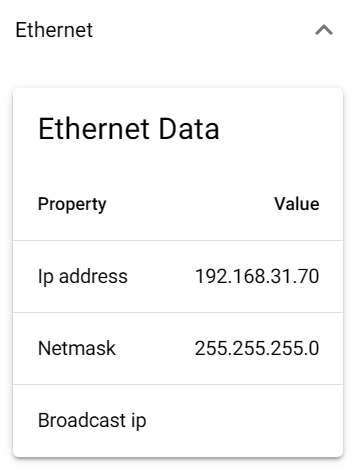 Ethernet
Ethernet Data
Property Value
Ip address 192.168.31.70
Netmask 255.255.255.0
Broadcast ip